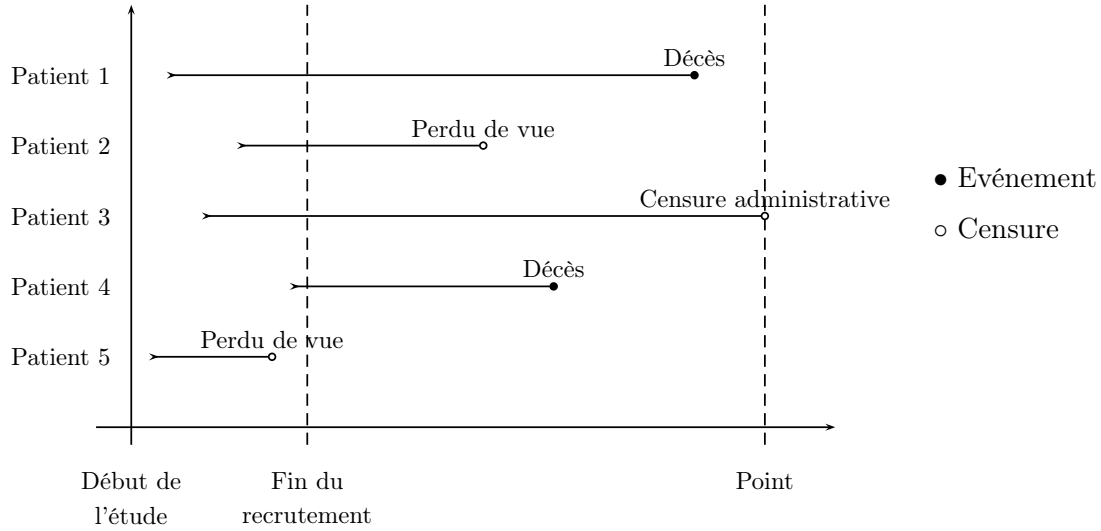 Décès
Patient 1
Perdu de vue
Patient 2
Censure administrative
Patient 3
Décès
Patient 4
Perdu de vue
Patient 5
Evénement
Censure
Début de
l'étude
Fin du
recrutement
Point